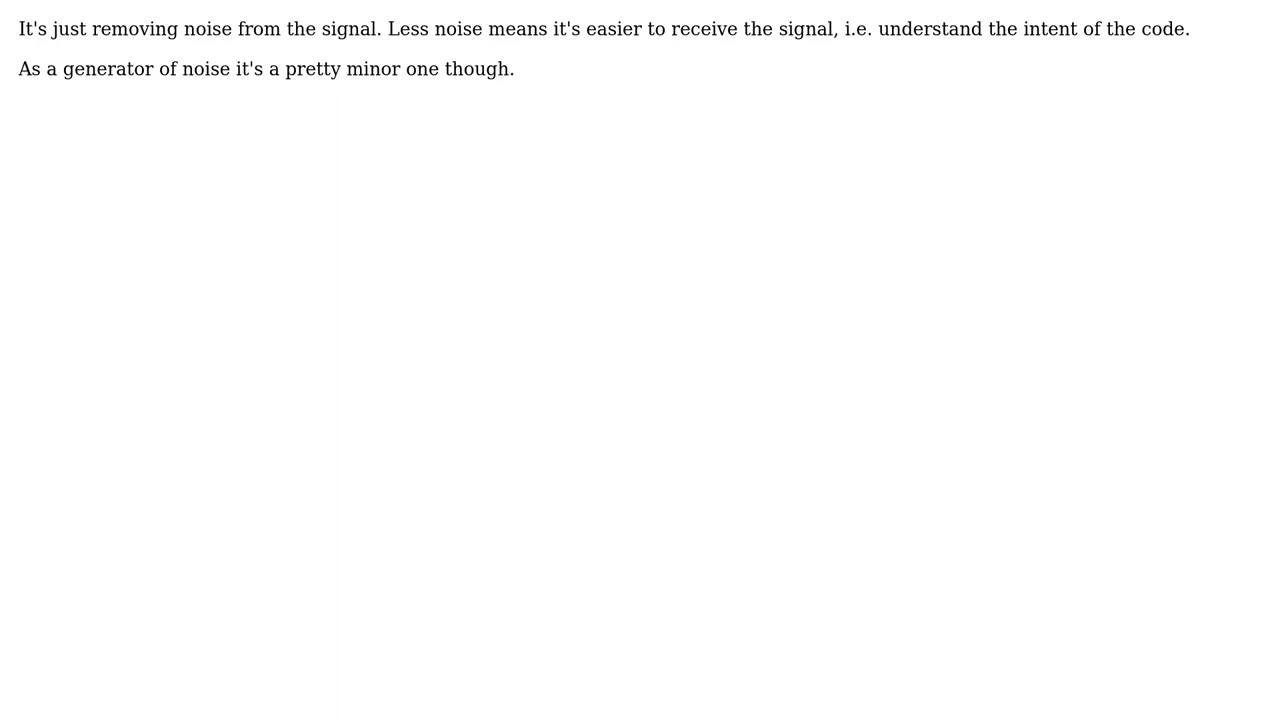 It's just removing noise from the signal. Less noise means it's easier to receive the signal, i.e. understand the intent of the code.
As a generator of noise it's a pretty minor one though.